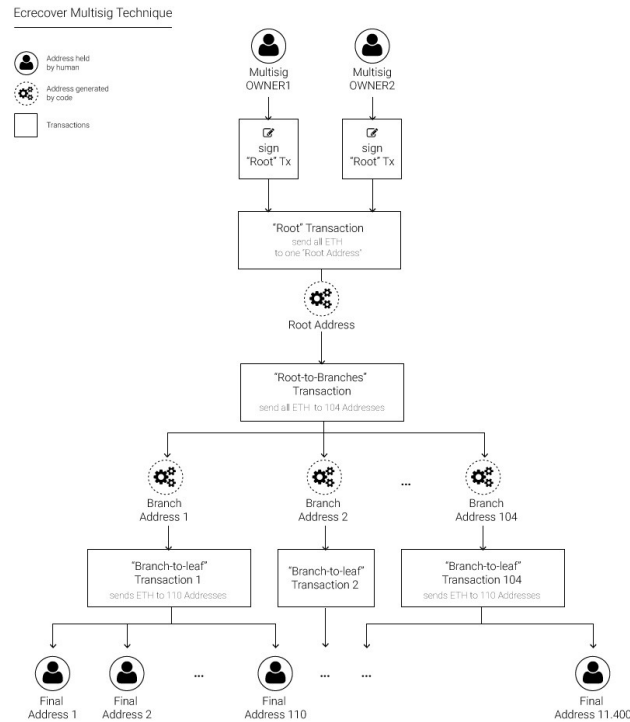 Ecrecover Multisig Technique
Address held
by human
Address generated
by code
Transactions
Multisig
OWNER1
Multisig
OWNER2
sign
"Root" Tx
sign
"Root" Tx
"Root" Transaction
send all ETH
to one "Root Address"
Root Address
"Root-to-Branches"
Transaction
send all ETH to 104 Addresses
...
Branch
Address 1
Branch
Address 2
Branch
Address 104
"Branch-to-leaf"
Transaction 1
sends ETH to 110 Addresses
"Branch-to-leaf"
Transaction 2
"Branch-to-leaf"
Transaction 104
sends ETH to 110 Addresses
...
...
...
Final
Address 1
Final
Address 2
Final
Address 110
Final
Address 11.400